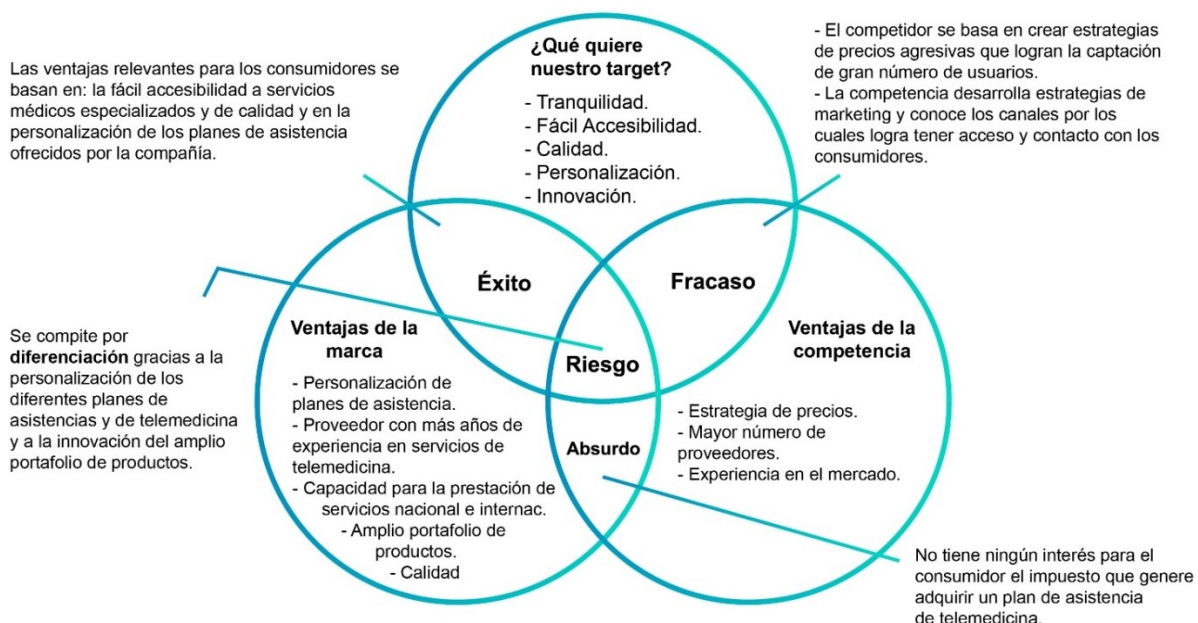 Las ventajas relevantes para los consumidores se
basan en: la fácil accesibilidad a servicios
médicos especializados y de calidad y en la
personalización de los planes de asistencia
ofrecidos por la compañía.
¿Qué quiere
nuestro target?
- Tranquilidad.
- Fácil Accesibilidad.
- Calidad.
- Personalización.
- Innovación.
- El competidor se basa en crear estrategias
de precios agresivas que logran la captación
de gran número de usuarios.
- La competencia desarrolla estrategias de
marketing y conoce los canales por los
cuales logra tener acceso y contacto con los
consumidores.
Éxito
Fracaso
Riesgo
Absurdo
Se compite por
diferenciación gracias a la
personalización de los
diferentes planes de
asistencias y de telemedicina
y a la innovación del amplio
portafolio de productos.
Ventajas de la
marca
- Personalización de
planes de asistencia.
- Proveedor con más años de
experiencia en servicios de
telemedicina.
- Capacidad para la prestación de
servicios nacional e internac.
- Amplio portafolio de
productos.
- Calidad
Ventajas de la
competencia
- Estrategia de precios.
- Mayor número de
proveedores.
- Experiencia en el mercado.
No tiene ningún interés para el
consumidor el impuesto que genere
adquirir un plan de asistencia
de telemedicina.